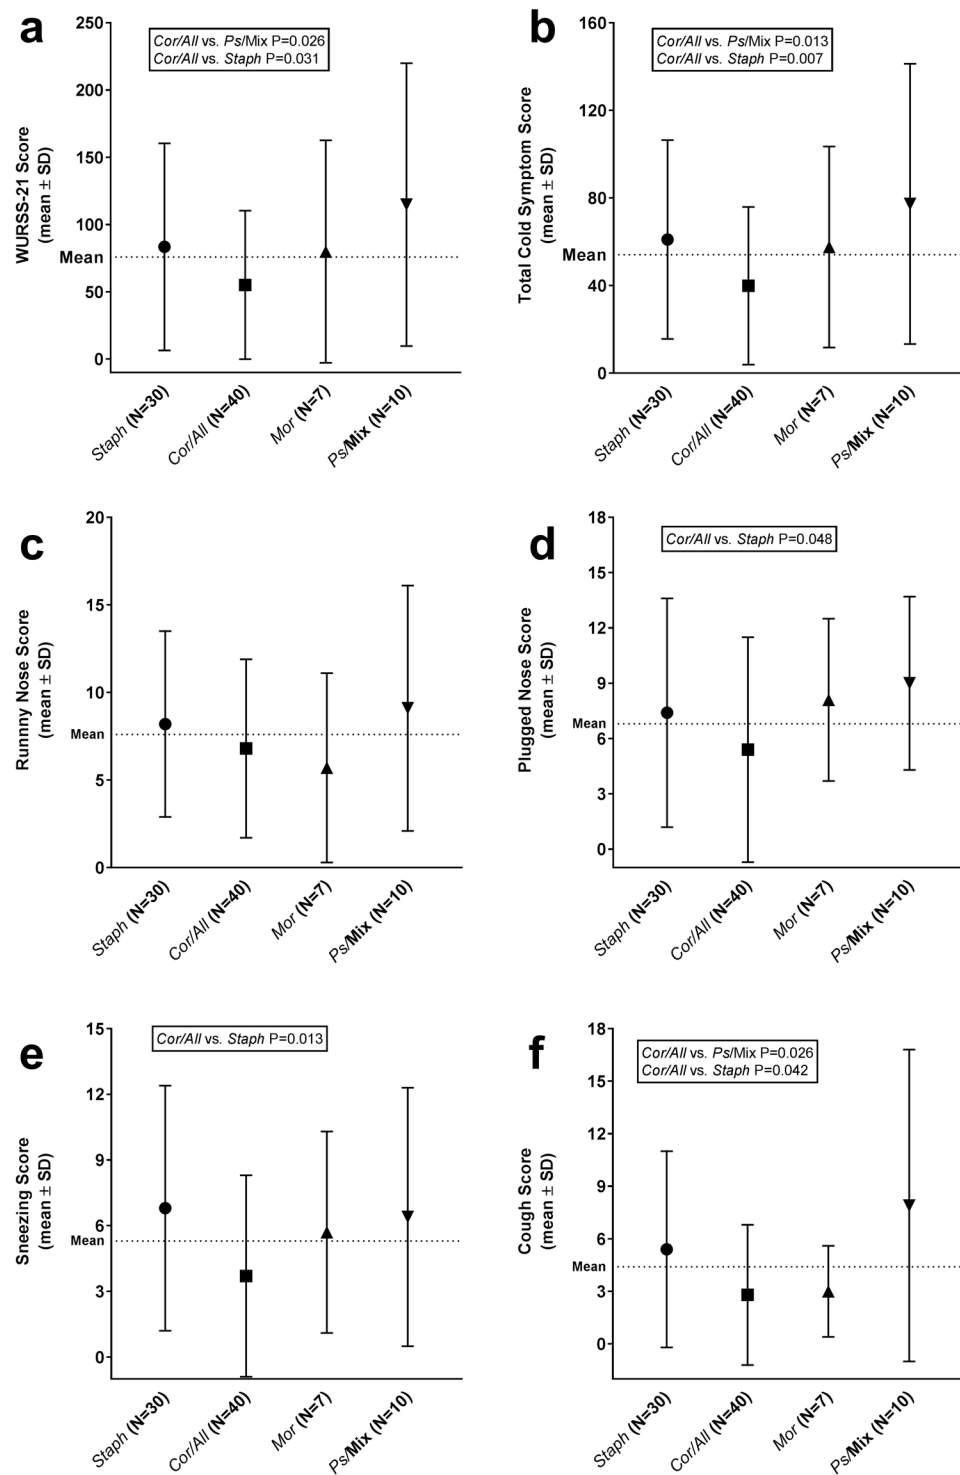 a
Cor/All vs. Ps/Mix P=0.026
Cor/All vs. Staph P=0.031
WURSS-21 Score
(mean ± SD)
250
200
150
100
Mean
50
0
Staph (N=30)
Cor/All (N=40)
Mor (N=7)
Ps/Mix (N=10)
b
Cor/All vs. Ps/Mix P=0.013
Cor/All vs. Staph P=0.007
Total Cold Symptom Score
(mean ± SD)
160
120
80
Mean
40
0
Staph (N=30)
Cor/All (N=40)
Mor (N=7)
Ps/Mix (N=10)
c
Runnny Nose Score
(mean ± SD)
20
15
10
Mean
5
0
Staph (N=30)
Cor/All (N=40)
Mor (N=7)
Ps/Mix (N=10)
d
Cor/All vs. Staph P=0.048
Plugged Nose Score
(mean ± SD)
18
15
12
9
Mean
6
3
0
Staph (N=30)
Cor/All (N=40)
Mor (N=7)
Ps/Mix (N=10)
e
Cor/All vs. Staph P=0.013
Sneezing Score
(mean ± SD)
15
12
9
6
Mean
3
0
Staph (N=30)
Cor/All (N=40)
Mor (N=7)
Ps/Mix (N=10)
f
Cor/All vs. Ps/Mix P=0.026
Cor/All vs. Staph P=0.042
Cough Score
(mean ± SD)
18
15
12
9
6
Mean
3
0
Staph (N=30)
Cor/All (N=40)
Mor (N=7)
Ps/Mix (N=10)